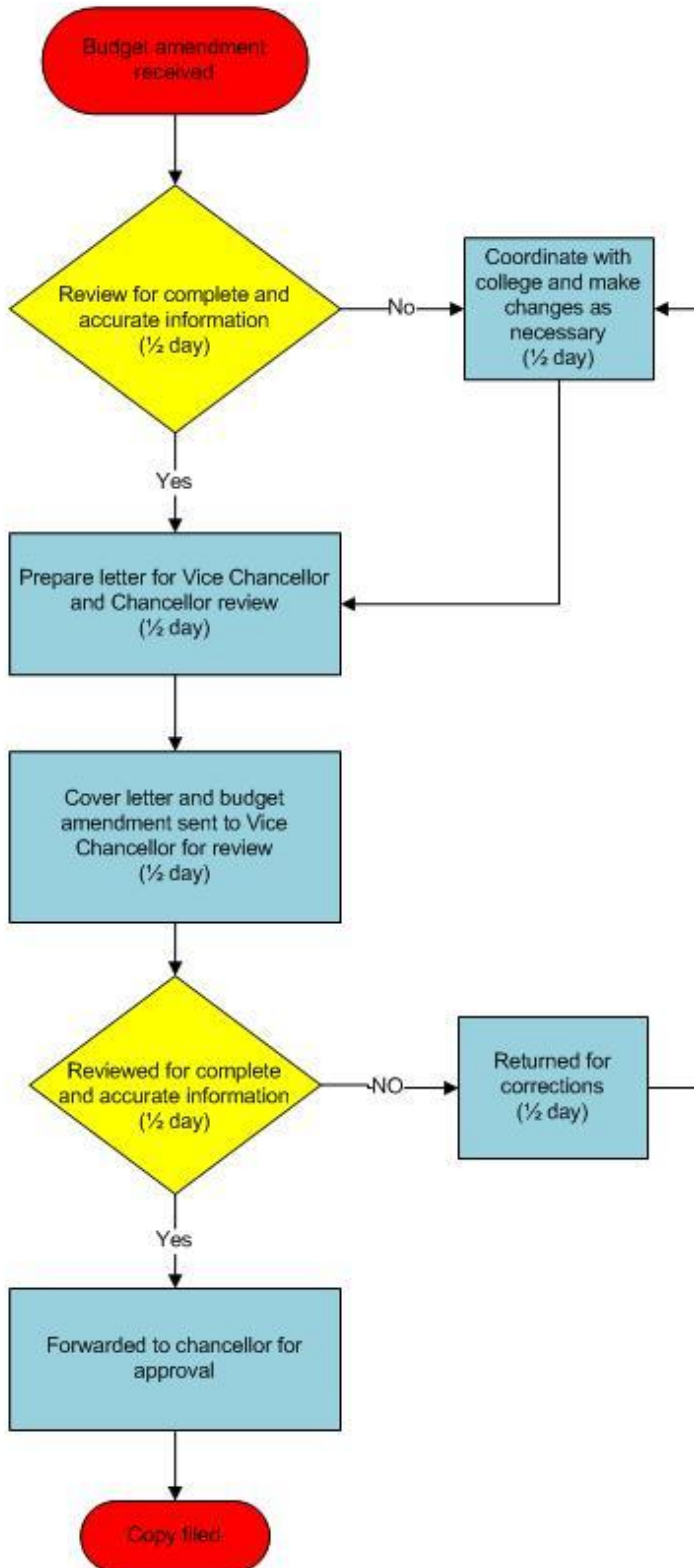 Budget amendment
received
Review for complete and
accurate information
(½ day)
No
Coordinate with
college and make
changes as
necessary
(½ day)
Yes
Prepare letter for Vice Chancellor
and Chancellor review
(½ day)
Cover letter and budget
amendment sent to Vice
Chancellor for review
(½ day)
Reviewed for complete
and accurate information
(½ day)
NO
Returned for
corrections
(½ day)
Yes
Forwarded to chancellor for
approval
Copy filed